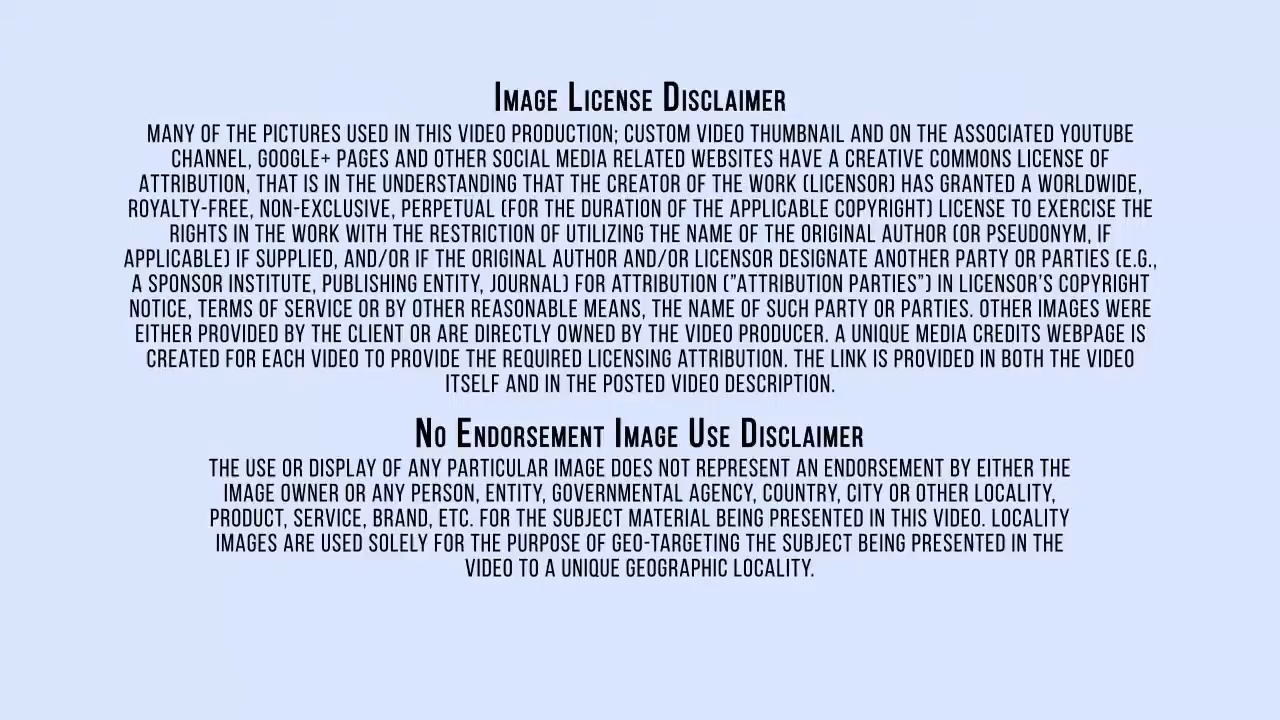 Image License Disclaimer
MANY OF THE PICTURES USED IN THIS VIDEO PRODUCTION; CUSTOM VIDEO THUMBNAIL AND ON THE ASSOCIATED YOUTUBE
CHANNEL, GOOGLE+ PAGES AND OTHER SOCIAL MEDIA RELATED WEBSITES HAVE A CREATIVE COMMONS LICENSE OF
ATTRIBUTION, THAT IS IN THE UNDERSTANDING THAT THE CREATOR OF THE WORK (LICENSOR) HAS GRANTED A WORLDWIDE,
ROYALTY-FREE, NON-EXCLUSIVE, PERPETUAL (FOR THE DURATION OF THE APPLICABLE COPYRIGHT) LICENSE TO EXERCISE THE
RIGHTS IN THE WORK WITH THE RESTRICTION OF UTILIZING THE NAME OF THE ORIGINAL AUTHOR (OR PSEUDONYM, IF
APPLICABLE) IF SUPPLIED, AND/OR IF THE ORIGINAL AUTHOR AND/OR LICENSOR DESIGNATE ANOTHER PARTY OR PARTIES (E.G.,
A SPONSOR INSTITUTE, PUBLISHING ENTITY, JOURNAL) FOR ATTRIBUTION ("ATTRIBUTION PARTIES") IN LICENSOR'S COPYRIGHT
NOTICE, TERMS OF SERVICE OR BY OTHER REASONABLE MEANS, THE NAME OF SUCH PARTY OR PARTIES. OTHER IMAGES WERE
EITHER PROVIDED BY THE CLIENT OR ARE DIRECTLY OWNED BY THE VIDEO PRODUCER. A UNIQUE MEDIA CREDITS WEBPAGE IS
CREATED FOR EACH VIDEO TO PROVIDE THE REQUIRED LICENSING ATTRIBUTION. THE LINK IS PROVIDED IN BOTH THE VIDEO
ITSELF AND IN THE POSTED VIDEO DESCRIPTION.
No Endorsement Image Use Disclaimer
THE USE OR DISPLAY OF ANY PARTICULAR IMAGE DOES NOT REPRESENT AN ENDORSEMENT BY EITHER THE
IMAGE OWNER OR ANY PERSON, ENTITY, GOVERNMENTAL AGENCY, COUNTRY, CITY OR OTHER LOCALITY,
PRODUCT, SERVICE, BRAND, ETC. FOR THE SUBJECT MATERIAL BEING PRESENTED IN THIS VIDEO. LOCALITY
IMAGES ARE USED SOLELY FOR THE PURPOSE OF GEO-TARGETING THE SUBJECT BEING PRESENTED IN THE
VIDEO TO A UNIQUE GEOGRAPHIC LOCALITY.